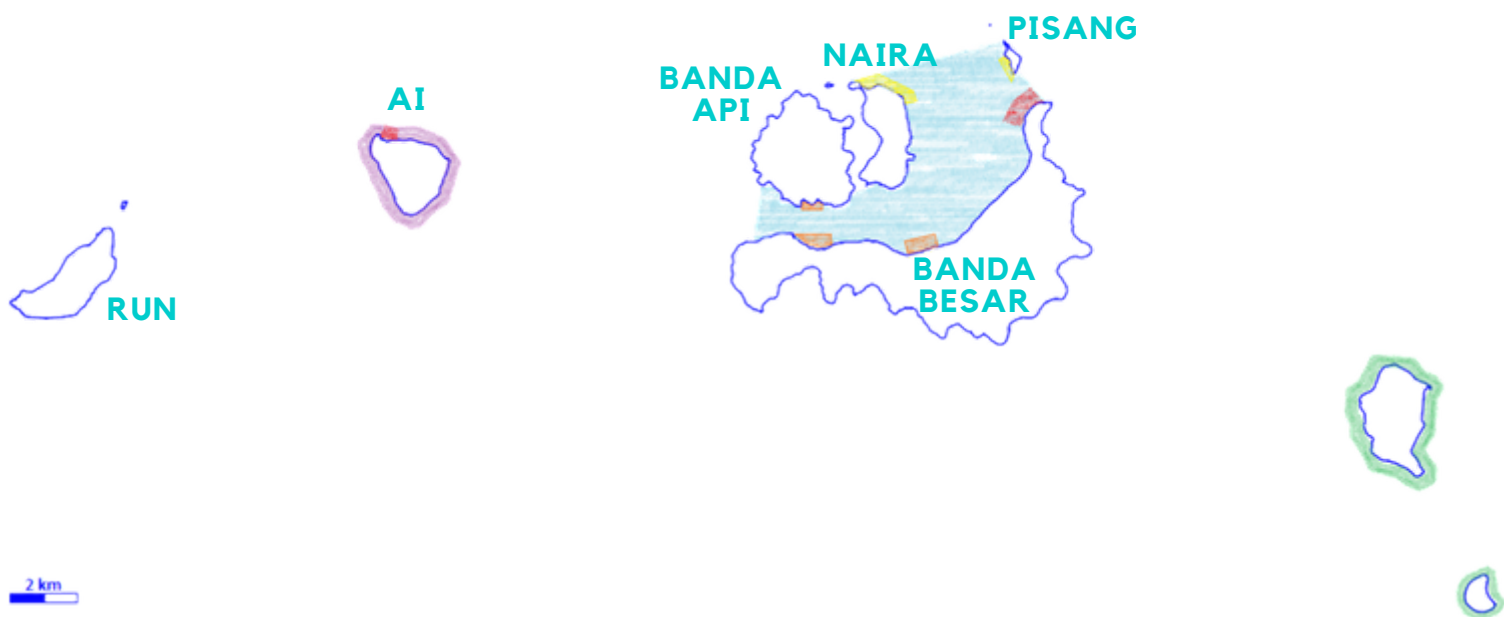 PISANG
NAIRA
BANDA
API
AI
BANDA
BESAR
RUN
2 km